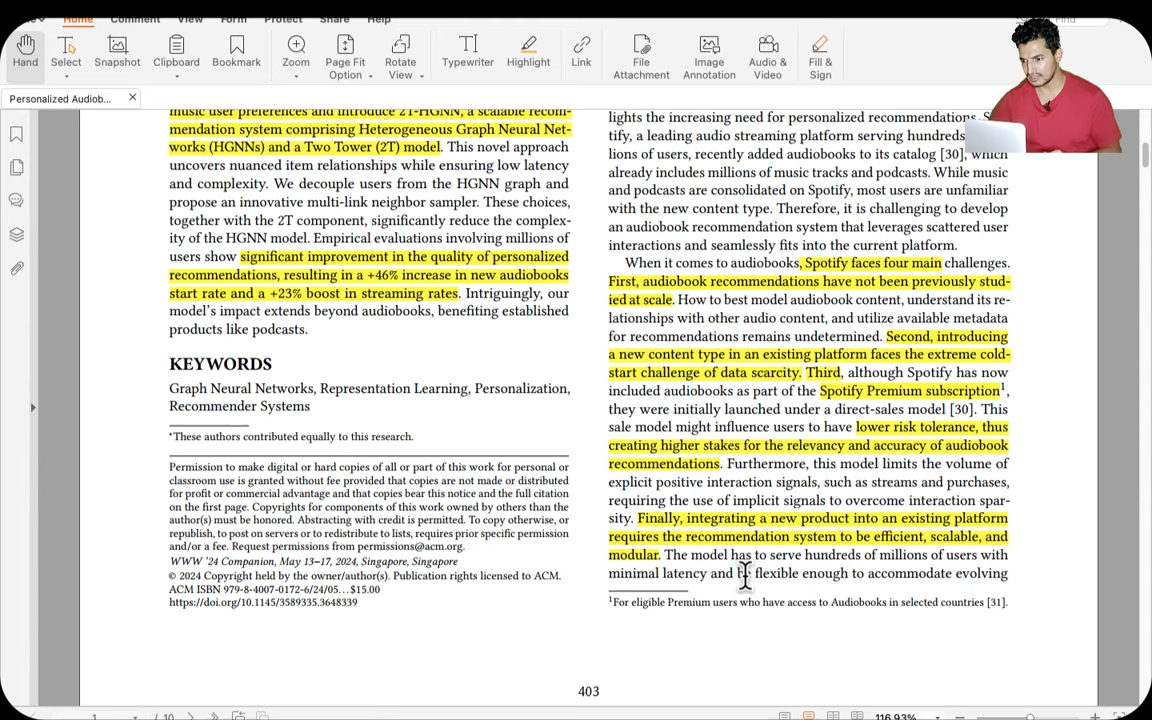 Home Comment View Form Protect Share Help
Find
Hand Select Snapshot Clipboard Bookmark Zoom Page Fit Option Rotate View Typewriter Highlight Link File Attachment Image Annotation Audio & Video Fill & Sign
Personalized Audiob...
music user preferences and introduce 2T-HGNN, a scalable recom-
mendation system comprising Heterogeneous Graph Neural Net-
works (HGNNs) and a Two Tower (2T) model. This novel approach
uncovers nuanced item relationships while ensuring low latency
and complexity. We decouple users from the HGNN graph and
propose an innovative multi-link neighbor sampler. These choices,
together with the 2T component, significantly reduce the complex-
ity of the HGNN model. Empirical evaluations involving millions of
users show significant improvement in the quality of personalized
recommendations, resulting in a +46% increase in new audiobooks
start rate and a +23% boost in streaming rates. Intriguingly, our
model's impact extends beyond audiobooks, benefiting established
products like podcasts.
KEYWORDS
Graph Neural Networks, Representation Learning, Personalization,
Recommender Systems
*These authors contributed equally to this research.
Permission to make digital or hard copies of all or part of this work for personal or
classroom use is granted without fee provided that copies are not made or distributed
for profit or commercial advantage and that copies bear this notice and the full citation
on the first page. Copyrights for components of this work owned by others than the
author(s) must be honored. Abstracting with credit is permitted. To copy otherwise, or
republish, to post on servers or to redistribute to lists, requires prior specific permission
and/or a fee. Request permissions from permissions@acm.org.
WWW '24 Companion, May 13–17, 2024, Singapore, Singapore
© 2024 Copyright held by the owner/author(s). Publication rights licensed to ACM.
ACM ISBN 979-8-4007-0172-6/24/05...$15.00
https://doi.org/10.1145/3589335.3648339
lights the increasing need for personalized recommendations.
tify, a leading audio streaming platform serving hundreds
lions of users, recently added audiobooks to its catalog [30], which
already includes millions of music tracks and podcasts. While music
and podcasts are consolidated on Spotify, most users are unfamiliar
with the new content type. Therefore, it is challenging to develop
an audiobook recommendation system that leverages scattered user
interactions and seamlessly fits into the current platform.
When it comes to audiobooks, Spotify faces four main challenges.
First, audiobook recommendations have not been previously stud-
ied at scale. How to best model audiobook content, understand its re-
lationships with other audio content, and utilize available metadata
for recommendations remains undetermined. Second, introducing
a new content type in an existing platform faces the extreme cold-
start challenge of data scarcity. Third, although Spotify has now
included audiobooks as part of the Spotify Premium subscription1,
they were initially launched under a direct-sales model [30]. This
sale model might influence users to have lower risk tolerance, thus
creating higher stakes for the relevancy and accuracy of audiobook
recommendations. Furthermore, this model limits the volume of
explicit positive interaction signals, such as streams and purchases,
requiring the use of implicit signals to overcome interaction spar-
sity. Finally, integrating a new product into an existing platform
requires the recommendation system to be efficient, scalable, and
modular. The model has to serve hundreds of millions of users with
minimal latency and flexible enough to accommodate evolving
1For eligible Premium users who have access to Audiobooks in selected countries [31].
403
1 / 10
116.93%